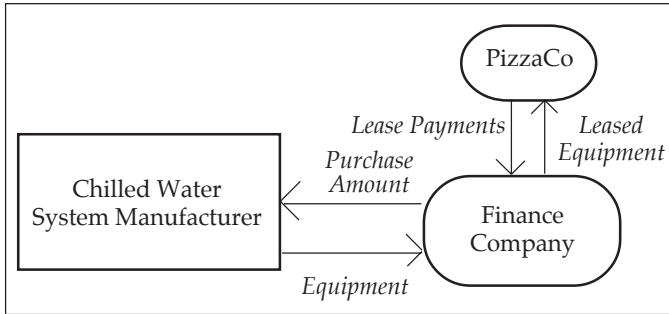 PizzaCo
Lease Payments
Leased
Equipment
Purchase
Amount
Chilled Water
System Manufacturer
Finance
Company
Equipment